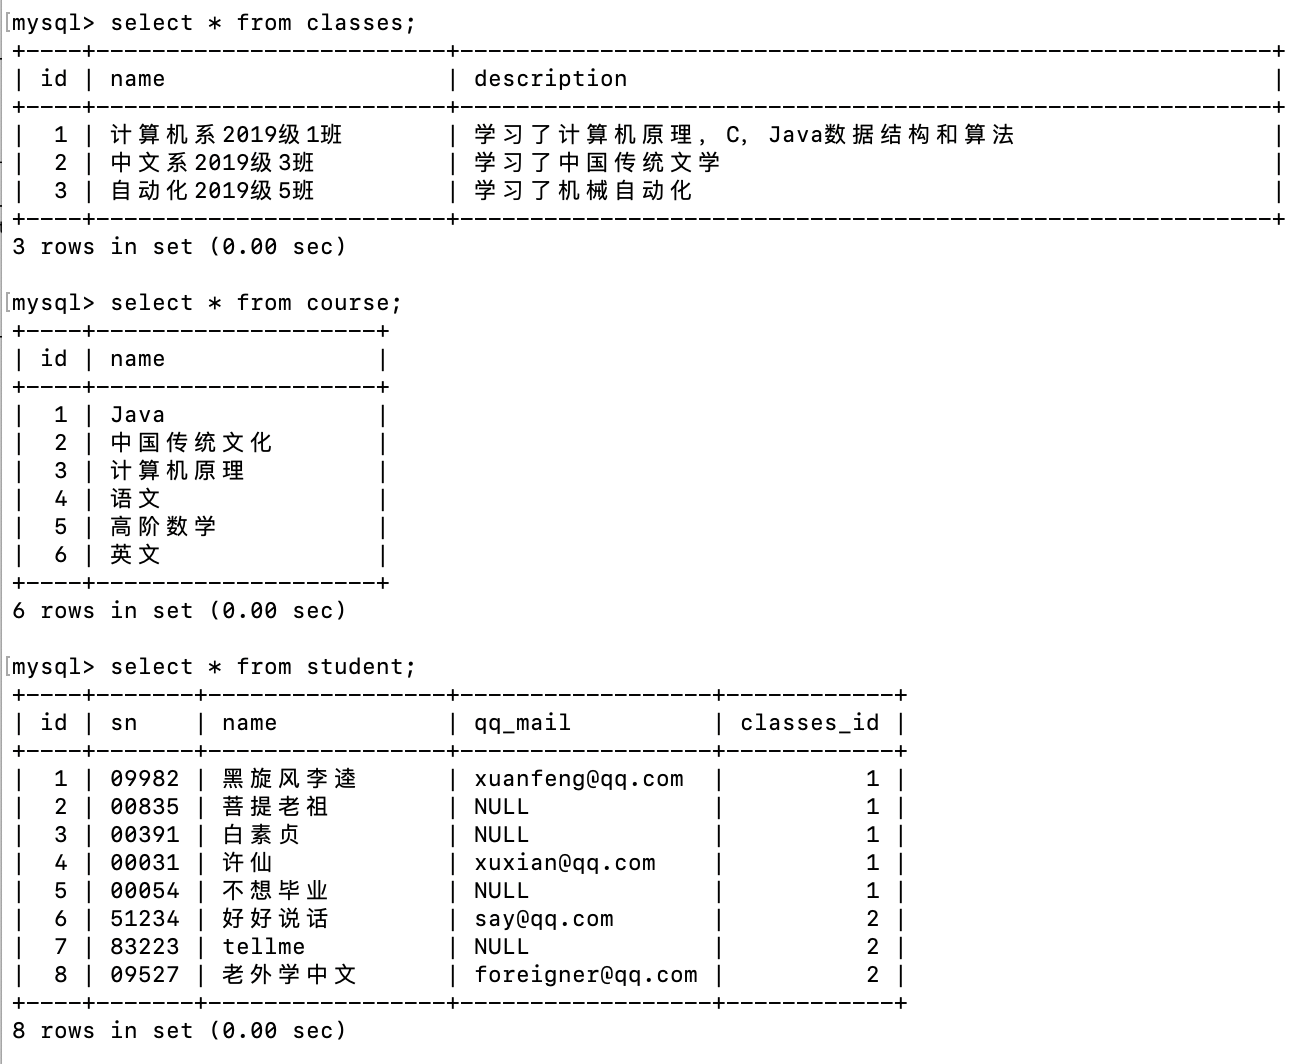 mysql> select * from classes;
+----+--------------------------+-----------------------------------------------------------+
| id | name | description |
+----+--------------------------+-----------------------------------------------------------+
| 1 | 计算机系2019级1班 | 学习了计算机原理，C，Java数据结构和算法 |
| 2 | 中文系2019级3班 | 学习了中国传统文学 |
| 3 | 自动化2019级5班 | 学习了机械自动化 |
+----+--------------------------+-----------------------------------------------------------+
3 rows in set (0.00 sec)
mysql> select * from course;
+----+---------------------+
| id | name |
+----+---------------------+
| 1 | Java |
| 2 | 中国传统文化 |
| 3 | 计算机原理 |
| 4 | 语文 |
| 5 | 高阶数学 |
| 6 | 英文 |
+----+---------------------+
6 rows in set (0.00 sec)
mysql> select * from student;
+----+-------+-----------------+------------------+------------+
| id | sn | name | qq_mail | classes_id |
+----+-------+-----------------+------------------+------------+
| 1 | 09982 | 黑旋风李逵 | xuanfeng@qq.com | 1 |
| 2 | 00835 | 菩提老祖 | NULL | 1 |
| 3 | 00391 | 白素贞 | NULL | 1 |
| 4 | 00031 | 许仙 | xuxian@qq.com | 1 |
| 5 | 00054 | 不想毕业 | NULL | 1 |
| 6 | 51234 | 好好说话 | say@qq.com | 2 |
| 7 | 83223 | tellme | NULL | 2 |
| 8 | 09527 | 老外学中文 | foreigner@qq.com | 2 |
+----+-------+-----------------+------------------+------------+
8 rows in set (0.00 sec)